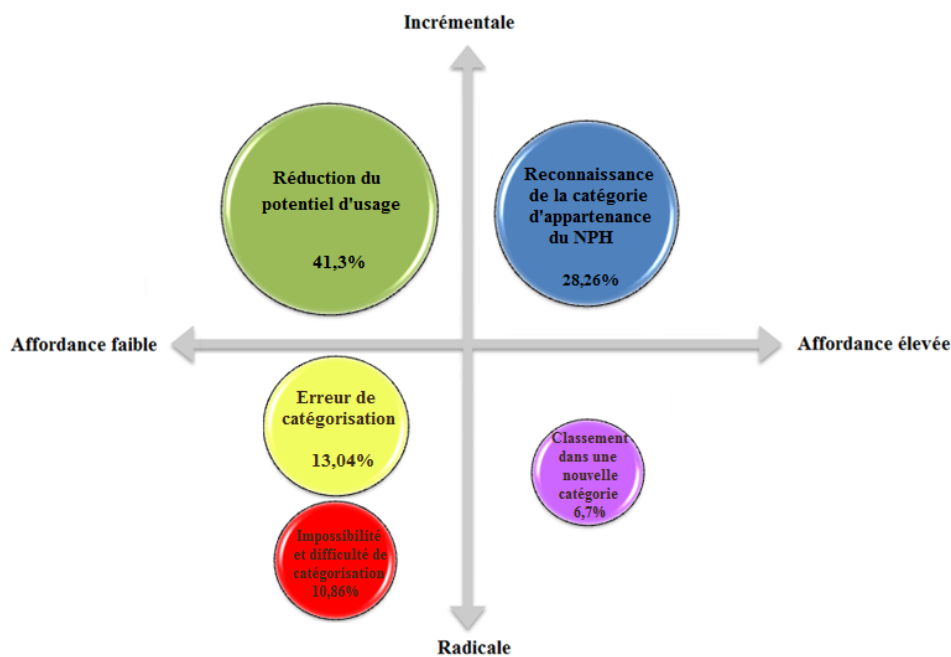 Incrémentale
Réduction du
potentiel d'usage
41,3%
Reconnaissance
de la catégorie
d'appartenance
du NPH
28,26%
Affordance faible
Affordance élevée
Erreur de
catégorisation
13,04%
Classement
dans une
nouvelle
catégorie
6,7%
Impossibilité
et difficulté de
catégorisation
10,86%
Radicale